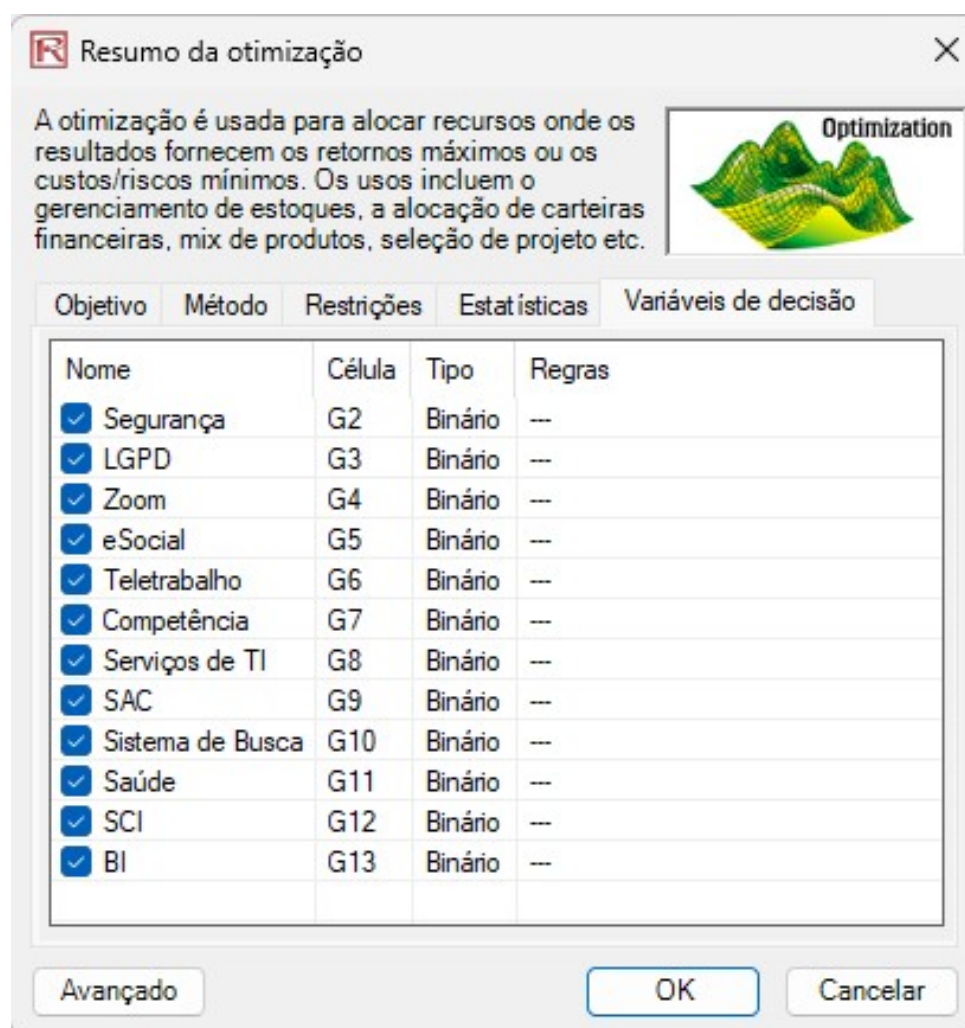 Resumo da otimização
A otimização é usada para alocar recursos onde os
resultados fornecem os retornos máximos ou os
custos/riscos mínimos. Os usos incluem o
gerenciamento de estoques, a alocação de carteiras
financeiras, mix de produtos, seleção de projeto etc.
Optimization
Objetivo Método Restrições Estatísticas Variáveis de decisão
Nome Célula Tipo Regras
Segurança G2 Binário ---
LGPD G3 Binário ---
Zoom G4 Binário ---
eSocial G5 Binário ---
Teletrabalho G6 Binário ---
Competência G7 Binário ---
Serviços de TI G8 Binário ---
SAC G9 Binário ---
Sistema de Busca G10 Binário ---
Saúde G11 Binário ---
SCI G12 Binário ---
BI G13 Binário ---
Avançado OK Cancelar